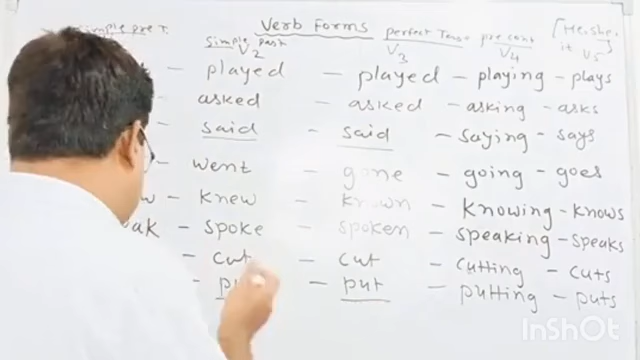 simple pre T. Verb Forms perfect Tense pre cont [He, she,
simple past V2 V3 V4 it V5
- played - played - playing - plays
asked - asked - asking - asks
said - said - saying - says
went - gone - going - goes
- knew - known - knowing - knows
- spoke - spoken - speaking - speaks
- cut - cut - cutting - cuts
- put - putting - puts
InShOt